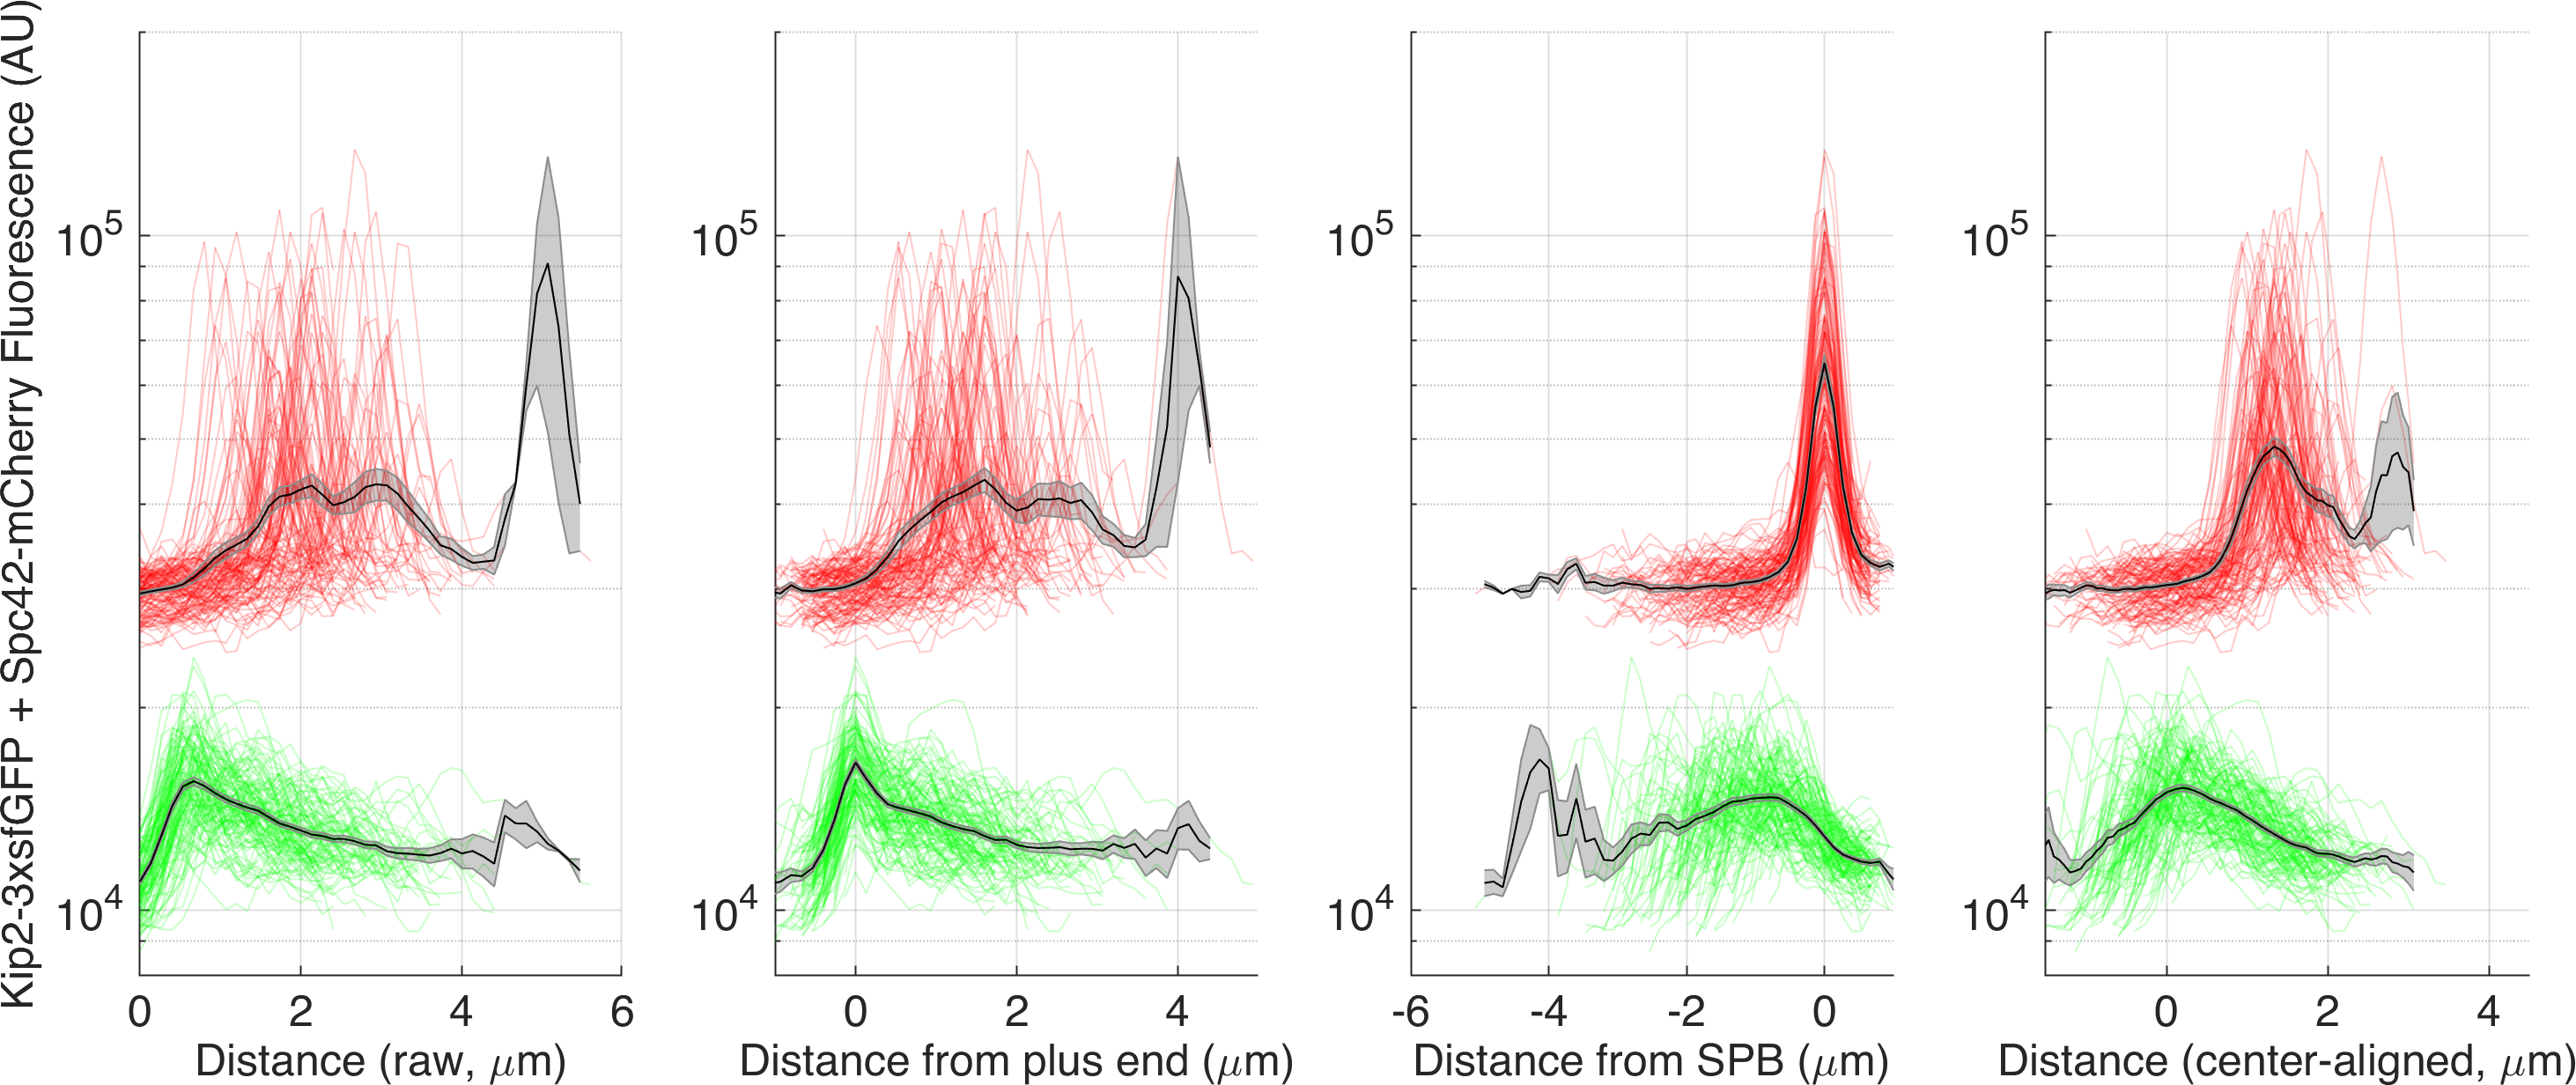 Kip2-3xsfGFP + Spc42-mCherry Fluorescence (AU)
10^5
10^4
0 2 4 6
Distance (raw, μm)
10^5
10^4
0 2 4
Distance from plus end (μm)
10^5
10^4
-6 -4 -2 0
Distance from SPB (μm)
10^5
10^4
0 2 4
Distance (center-aligned, μm)